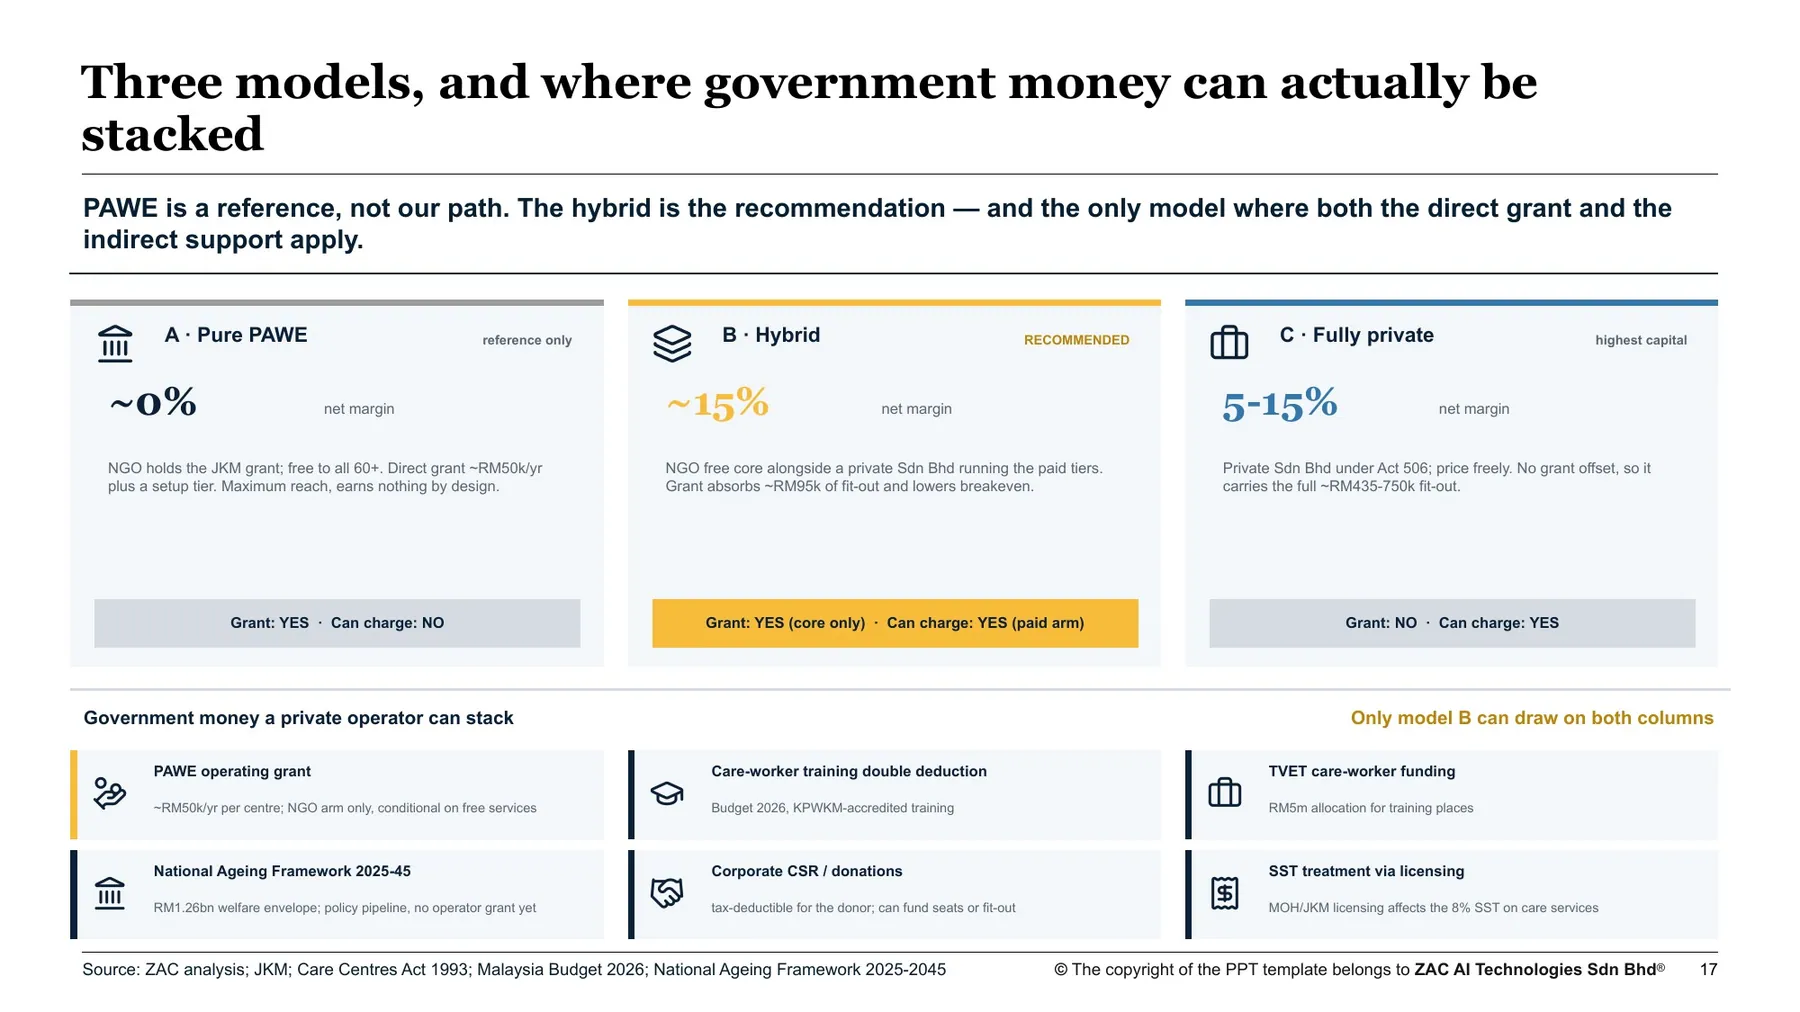 Three models, and where government money can actually be
stacked
PAWE is a reference, not our path. The hybrid is the recommendation — and the only model where both the direct grant and the
indirect support apply.
A · Pure PAWE
reference only
~0%
net margin
NGO holds the JKM grant; free to all 60+. Direct grant ~RM50k/yr
plus a setup tier. Maximum reach, earns nothing by design.
Grant: YES · Can charge: NO
B · Hybrid
RECOMMENDED
~15%
net margin
NGO free core alongside a private Sdn Bhd running the paid tiers.
Grant absorbs ~RM95k of fit-out and lowers breakeven.
Grant: YES (core only) · Can charge: YES (paid arm)
C · Fully private
highest capital
5-15%
net margin
Private Sdn Bhd under Act 506; price freely. No grant offset, so it
carries the full ~RM435-750k fit-out.
Grant: NO · Can charge: YES
Government money a private operator can stack
Only model B can draw on both columns
PAWE operating grant
~RM50k/yr per centre; NGO arm only, conditional on free services
Care-worker training double deduction
Budget 2026, KPWKM-accredited training
TVET care-worker funding
RM5m allocation for training places
National Ageing Framework 2025-45
RM1.26bn welfare envelope; policy pipeline, no operator grant yet
Corporate CSR / donations
tax-deductible for the donor; can fund seats or fit-out
SST treatment via licensing
MOH/JKM licensing affects the 8% SST on care services
Source: ZAC analysis; JKM; Care Centres Act 1993; Malaysia Budget 2026; National Ageing Framework 2025-2045
© The copyright of the PPT template belongs to ZAC AI Technologies Sdn Bhd®
17